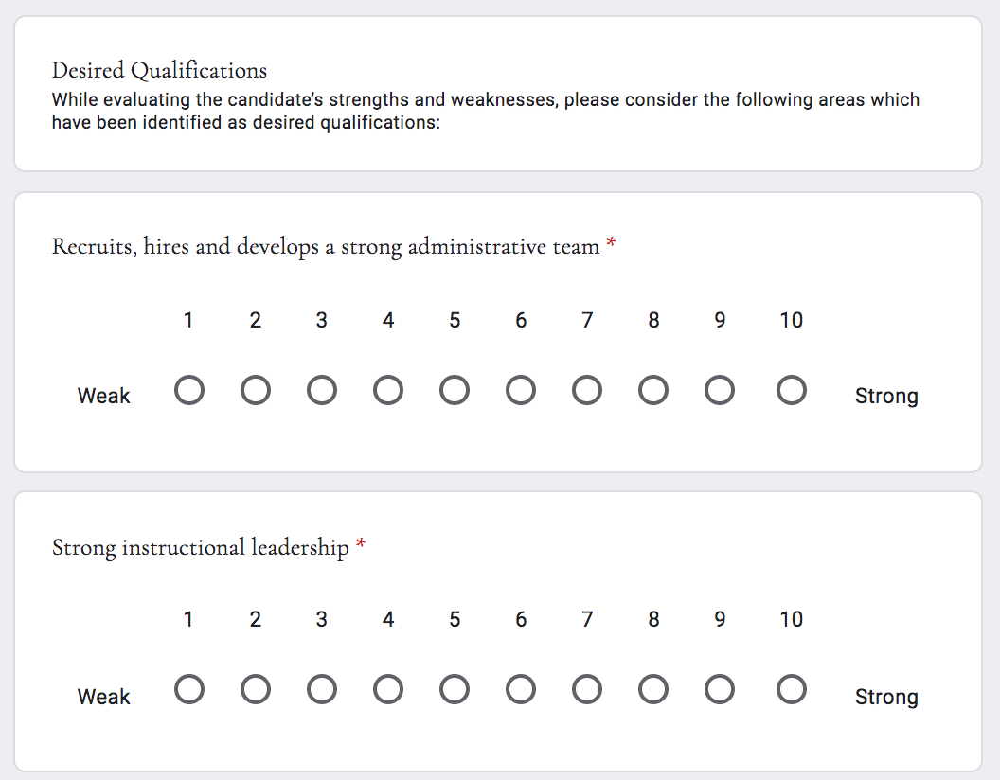 Desired Qualifications
While evaluating the candidate's strengths and weaknesses, please consider the following areas which
have been identified as desired qualifications:
Recruits, hires and develops a strong administrative team *
1 2 3 4 5 6 7 8 9 10
Weak Strong
Strong instructional leadership *
1 2 3 4 5 6 7 8 9 10
Weak Strong